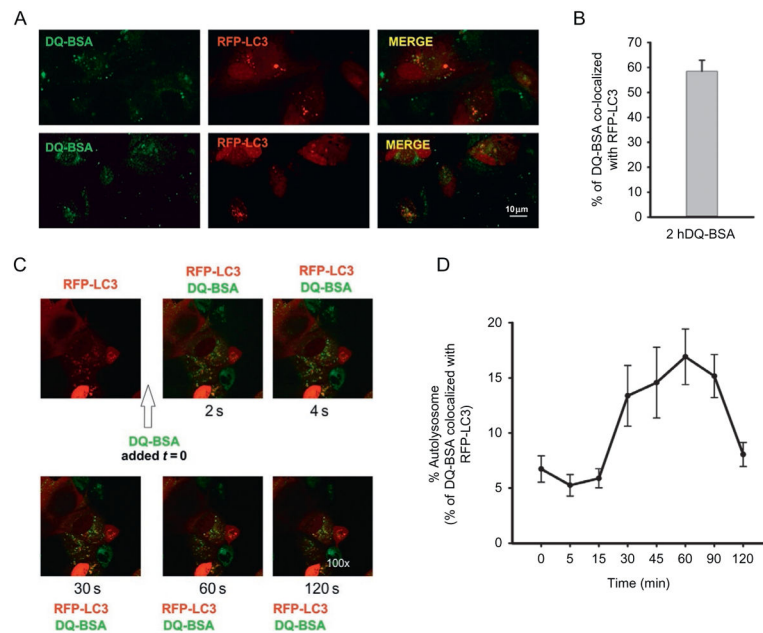 A
DQ-BSA
RFP-LC3
MERGE
DQ-BSA
RFP-LC3
MERGE
10 μm
B
% of DQ-BSA co-localized
with RFP-LC3
70
60
50
40
30
20
10
0
2 hDQ-BSA
C
RFP-LC3
RFP-LC3
DQ-BSA
RFP-LC3
DQ-BSA
2 s
4 s
DQ-BSA
added t = 0
100x
30 s
60 s
120 s
RFP-LC3
DQ-BSA
RFP-LC3
DQ-BSA
RFP-LC3
DQ-BSA
D
% Autolysosome
(% of DQ-BSA colocalized with
RFP-LC3)
20
15
10
5
0
0 5 15 30 45 60 90 120
Time (min)